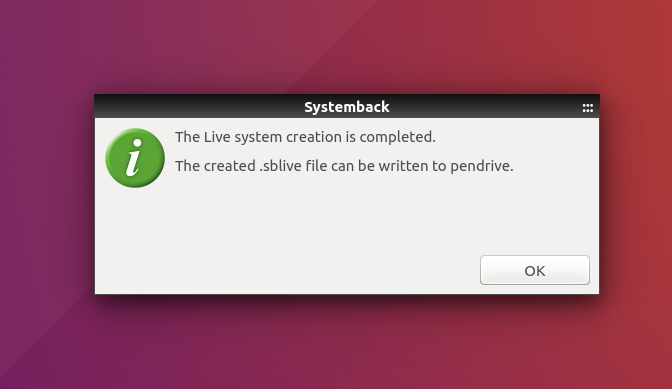 Systemback
The Live system creation is completed.
The created .sblive file can be written to pendrive.
OK